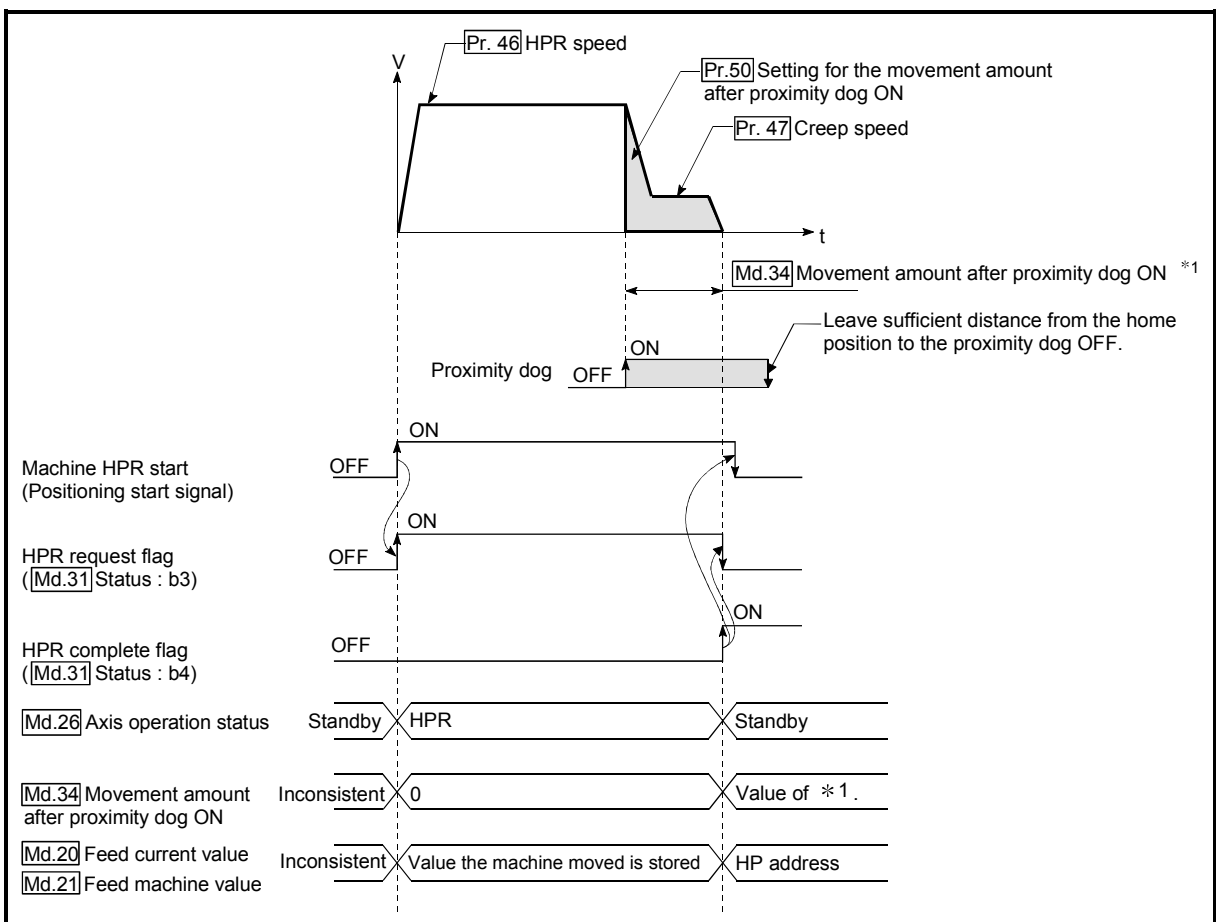 Pr. 46 HPR speed
V
Pr.50 Setting for the movement amount
after proximity dog ON
Pr. 47 Creep speed
t
Md.34 Movement amount after proximity dog ON *1
Leave sufficient distance from the home
position to the proximity dog OFF.
ON
Proximity dog OFF
ON
Machine HPR start
(Positioning start signal)
OFF
ON
HPR request flag
( Md.31 Status : b3)
OFF
ON
HPR complete flag
( Md.31 Status : b4)
OFF
Md.26 Axis operation status Standby HPR Standby
Md.34 Movement amount
after proximity dog ON
Inconsistent 0 Value of *1 .
Md.20 Feed current value
Md.21 Feed machine value
Inconsistent Value the machine moved is stored HP address